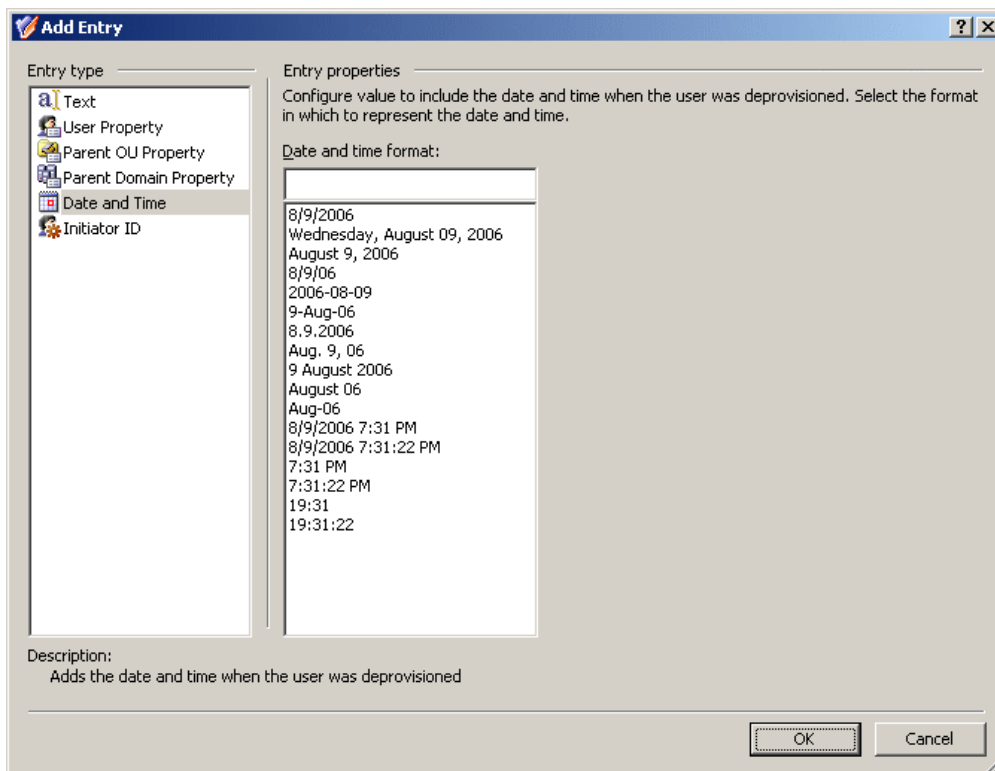 Add Entry
Entry type
Text
User Property
Parent OU Property
Parent Domain Property
Date and Time
Initiator ID
Entry properties
Configure value to include the date and time when the user was deprovisioned. Select the format
in which to represent the date and time.
Date and time format:
8/9/2006
Wednesday, August 09, 2006
August 9, 2006
8/9/06
2006-08-09
9-Aug-06
8.9.2006
Aug. 9, 06
9 August 2006
August 06
Aug-06
8/9/2006 7:31 PM
8/9/2006 7:31:22 PM
7:31 PM
7:31:22 PM
19:31
19:31:22
Description:
Adds the date and time when the user was deprovisioned
OK
Cancel